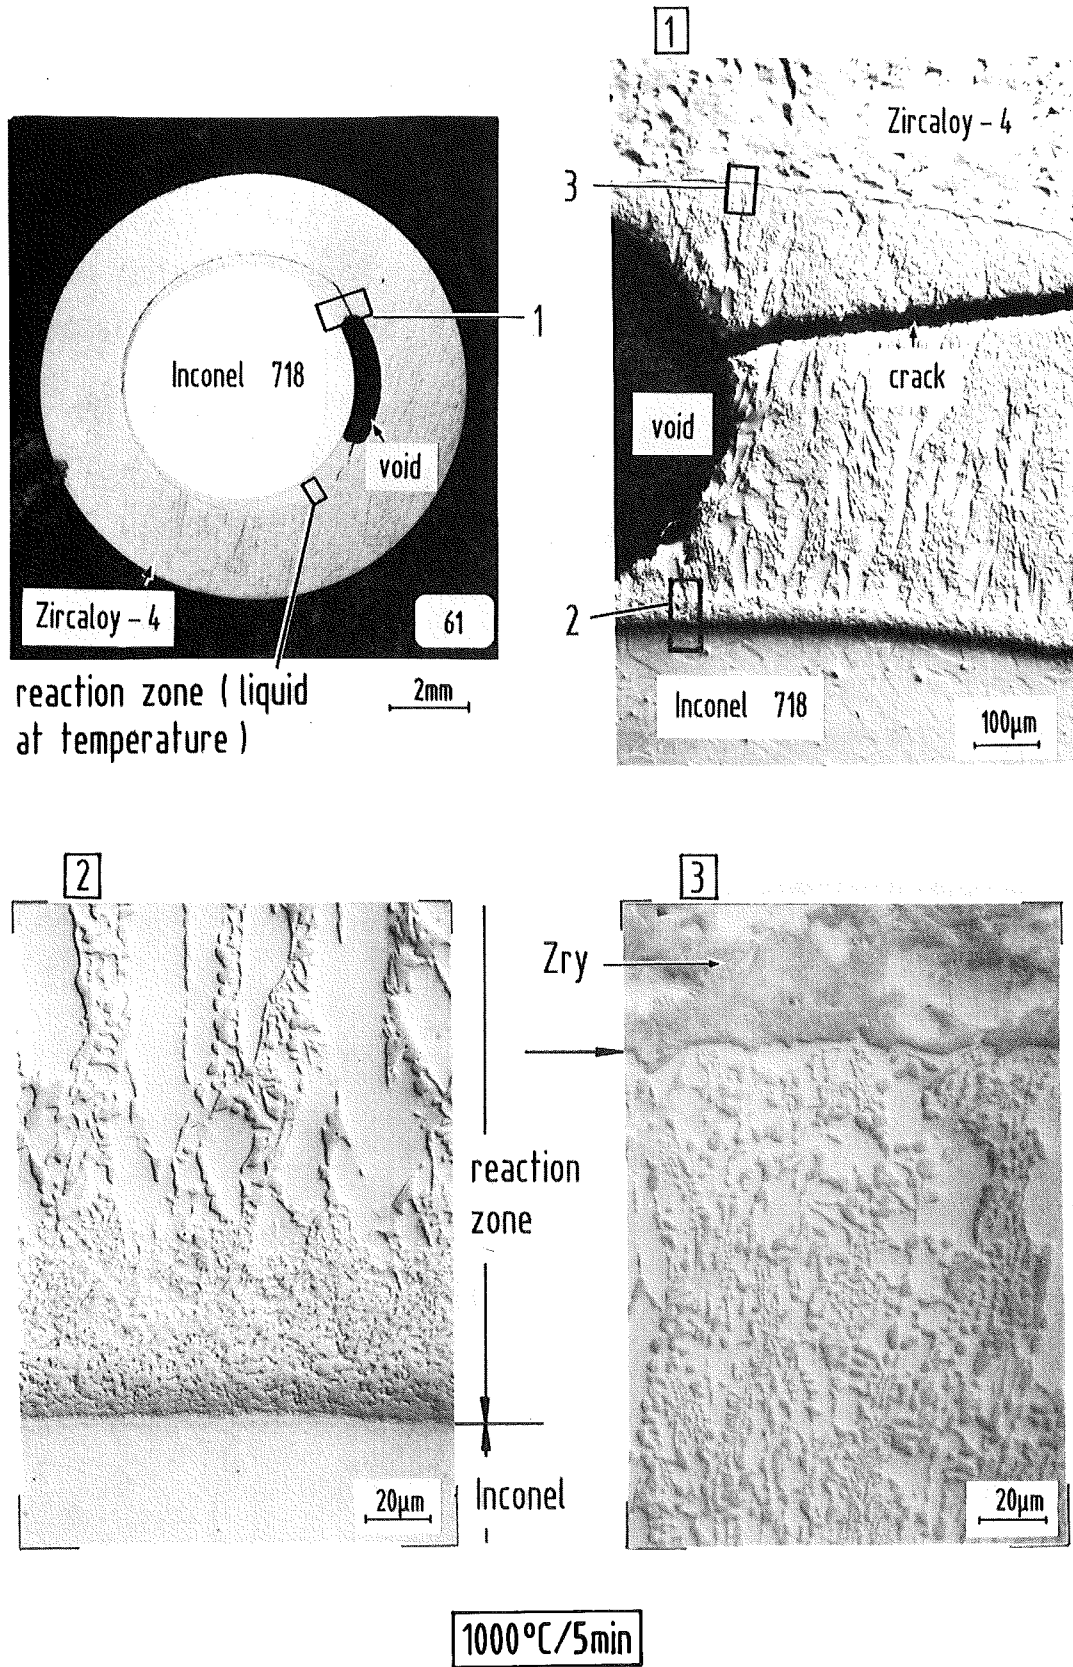 1
Zircaloy – 4
3
1
Inconel 718
crack
void
void
Zircaloy – 4
61
2
reaction zone ( liquid
at temperature )
2mm
Inconel 718
100µm
2
3
Zry
reaction
zone
20µm
Inconel
20µm
1000°C/5min